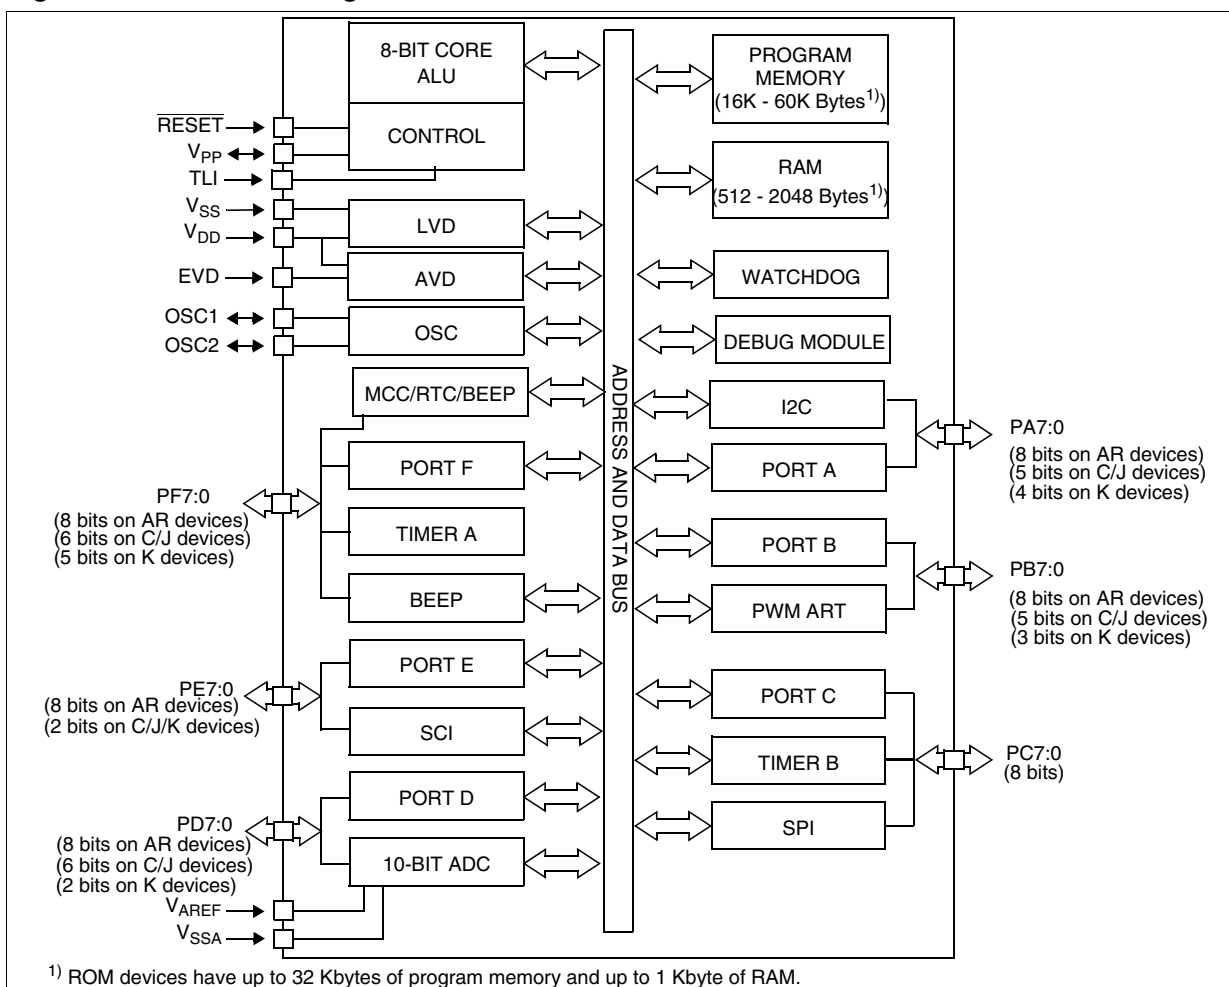 8-BIT CORE
ALU
CONTROL
RESET
VPP
TLI
VSS
VDD
EVD
OSC1
OSC2
LVD
AVD
OSC
MCC/RTC/BEEP
PORT F
TIMER A
BEEP
PF7:0
(8 bits on AR devices)
(6 bits on C/J devices)
(5 bits on K devices)
PORT E
SCI
PE7:0
(8 bits on AR devices)
(2 bits on C/J/K devices)
PORT D
10-BIT ADC
PD7:0
(8 bits on AR devices)
(6 bits on C/J devices)
(2 bits on K devices)
VAREF
VSSA
ADDRESS AND DATA BUS
PROGRAM
MEMORY
(16K - 60K Bytes1))
RAM
(512 - 2048 Bytes1))
WATCHDOG
DEBUG MODULE
I2C
PORT A
PA7:0
(8 bits on AR devices)
(5 bits on C/J devices)
(4 bits on K devices)
PORT B
PWM ART
PB7:0
(8 bits on AR devices)
(5 bits on C/J devices)
(3 bits on K devices)
PORT C
TIMER B
SPI
PC7:0
(8 bits)
1) ROM devices have up to 32 Kbytes of program memory and up to 1 Kbyte of RAM.